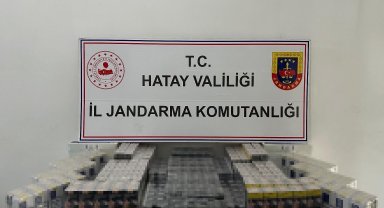 T.C.
HATAY VALİLİĞİ
İL JANDARMA KOMUTANLIĞI